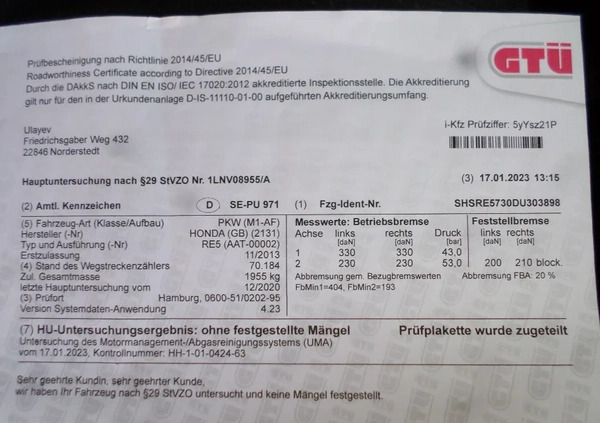 GTÜ
Prüfbescheinigung nach Richtlinie 2014/45/EU
Roadworthiness Certificate according to Directive 2014/45/EU
Durch die DAkkS nach DIN EN ISO/ IEC 17020:2012 akkreditierte Inspektionsstelle. Die Akkreditierung
gilt nur für den in der Urkundenanlage D-IS-11110-01-00 aufgeführten Akkreditierungsumfang.
Ulayev
Friedrichsgaber Weg 432
22846 Norderstedt
i-Kfz Prüfziffer: 5yYsz21P
Hauptuntersuchung nach §29 StVZO Nr. 1LNV08955/A (3) 17.01.2023 13:15
(2) Amtl. Kennzeichen D SE-PU 971 (1) Fzg-Ident-Nr. SHSRE5730DU303898
(5) Fahrzeug-Art (Klasse/Aufbau) PKW (M1-AF)
Hersteller (-Nr) HONDA (GB) (2131)
Typ und Ausführung (-Nr) RE5 (AAT-00002)
Erstzulassung 11/2013
(4) Stand des Wegstreckenzählers 70.184
Zul. Gesamtmasse 1955 kg
letzte Hauptuntersuchung vom 12/2020
(3) Prüfort Hamburg, 0600-51/0202-95
Version Systemdaten-Anwendung 4.23
Messwerte: Betriebsbremse Feststellbremse
Achse links rechts Druck links rechts
[daN] [daN] [bar] [daN] [daN]
1 330 330 43,0
2 230 230 53,0 200 210 block.
Abbremsung gem. Bezugbremswerten Abbremsung FBA: 20 %
FbMin1=404, FbMin2=193
(7) HU-Untersuchungsergebnis: ohne festgestellte Mängel Prüfplakette wurde zugeteilt
Untersuchung des Motormanagement-/Abgasreinigungssystems (UMA)
vom 17.01.2023, Kontrollnummer: HH-1-01-0424-63
Sehr geehrte Kundin, sehr geehrter Kunde,
wir haben Ihr Fahrzeug nach §29 StVZO untersucht und keine Mängel festgestellt.